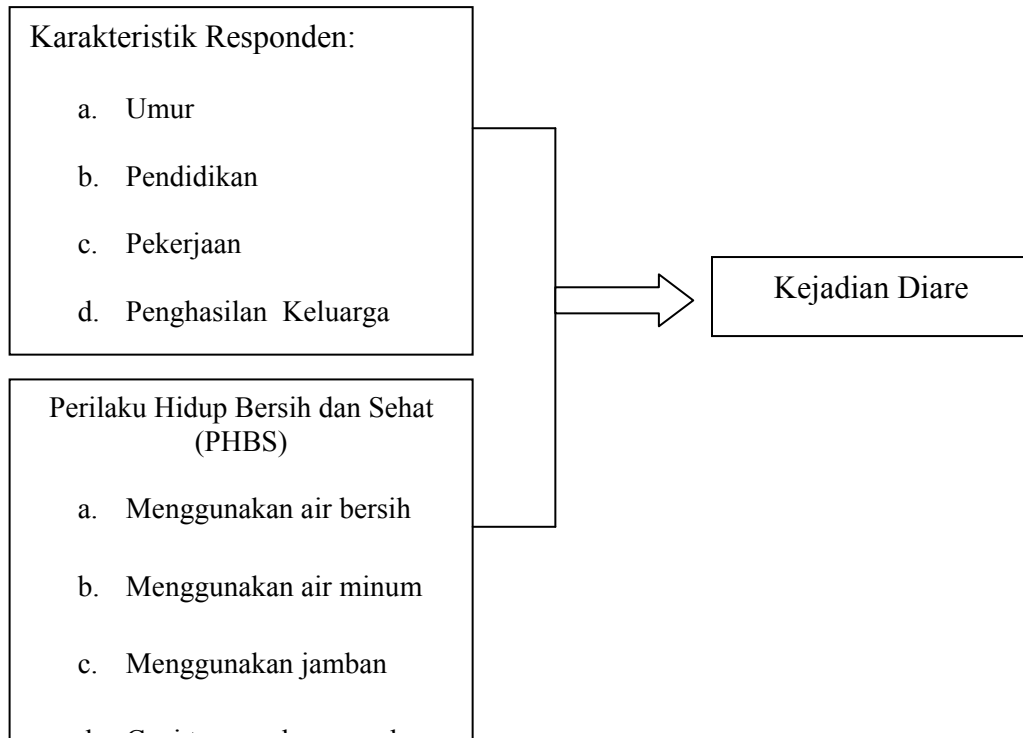 Karakteristik Responden:
a. Umur
b. Pendidikan
c. Pekerjaan
d. Penghasilan Keluarga
Kejadian Diare
Perilaku Hidup Bersih dan Sehat
(PHBS)
a. Menggunakan air bersih
b. Menggunakan air minum
c. Menggunakan jamban